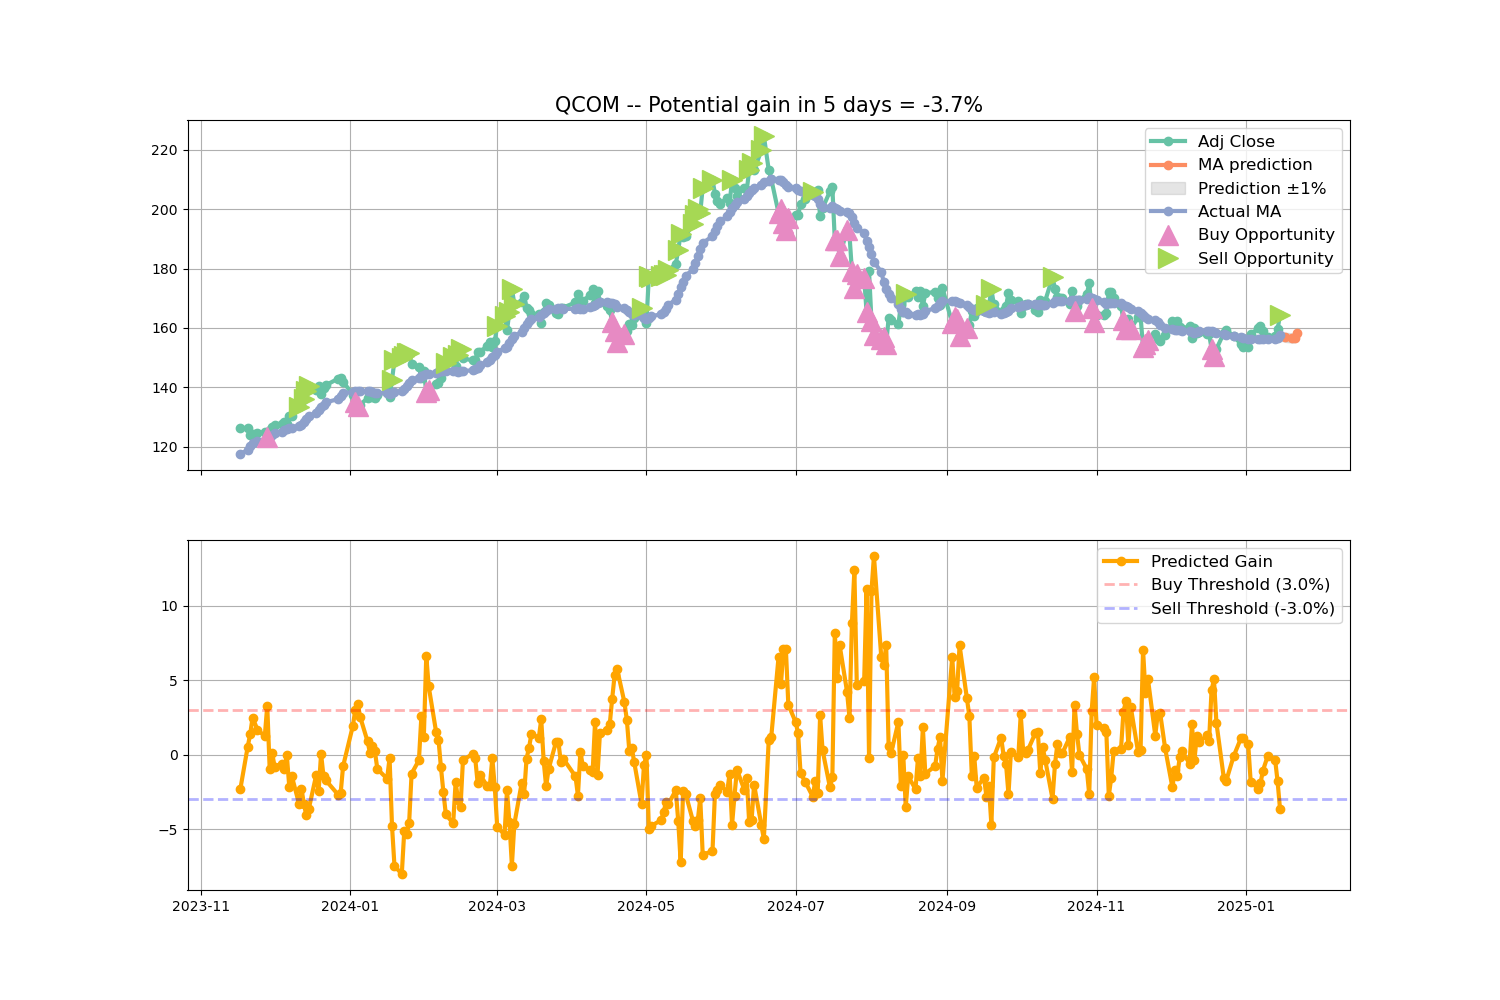 QCOM -- Potential gain in 5 days = -3.7%
220
200
180
160
140
120
Adj Close
MA prediction
Prediction ±1%
Actual MA
Buy Opportunity
Sell Opportunity
10
5
0
−5
Predicted Gain
Buy Threshold (3.0%)
Sell Threshold (-3.0%)
2023-11
2024-01
2024-03
2024-05
2024-07
2024-09
2024-11
2025-01